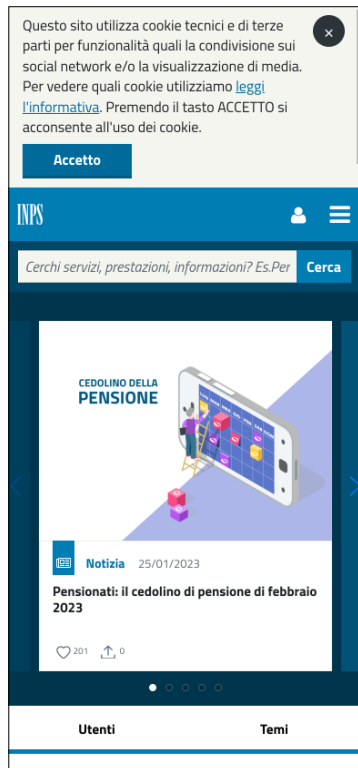 Questo sito utilizza cookie tecnici e di terze
parti per funzionalità quali la condivisione sui
social network e/o la visualizzazione di media.
Per vedere quali cookie utilizziamo leggi
l'informativa. Premendo il tasto ACCETTO si
acconsente all'uso dei cookie.
Accetto
INPS
Cerchi servizi, prestazioni, informazioni? Es.Per
Cerca
CEDOLINO DELLA
PENSIONE
Notizia 25/01/2023
Pensionati: il cedolino di pensione di febbraio
2023
201 0
Utenti Temi